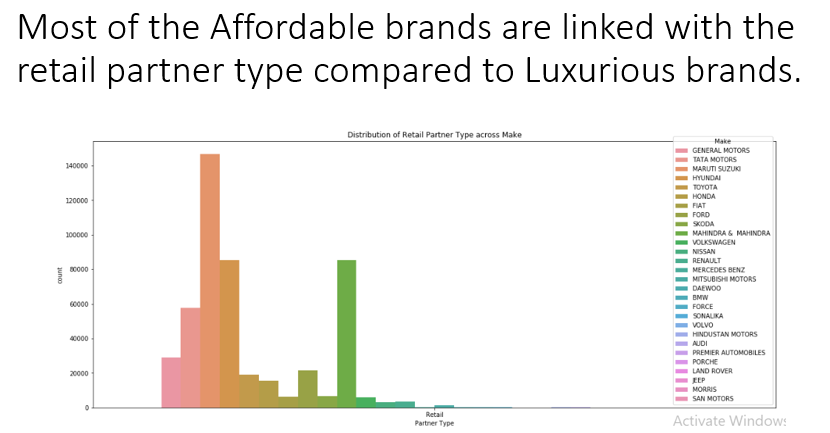 Most of the Affordable brands are linked with the
retail partner type compared to Luxurious brands.
Distribution of Retail Partner Type across Make
140000
120000
100000
80000
60000
40000
20000
0
count
Retail
Partner Type
Make
GENERAL MOTORS
TATA MOTORS
MARUTI SUZUKI
HYUNDAI
TOYOTA
HONDA
FIAT
FORD
SKODA
MAHINDRA & MAHINDRA
VOLKSWAGEN
NISSAN
RENAULT
MERCEDES BENZ
MITSUBISHI MOTORS
DAEWOO
BMW
FORCE
SONALIKA
VOLVO
HINDUSTAN MOTORS
AUDI
PREMIER AUTOMOBILES
PORCHE
LAND ROVER
JEEP
MORRIS
SAN MOTORS
Activate Windows